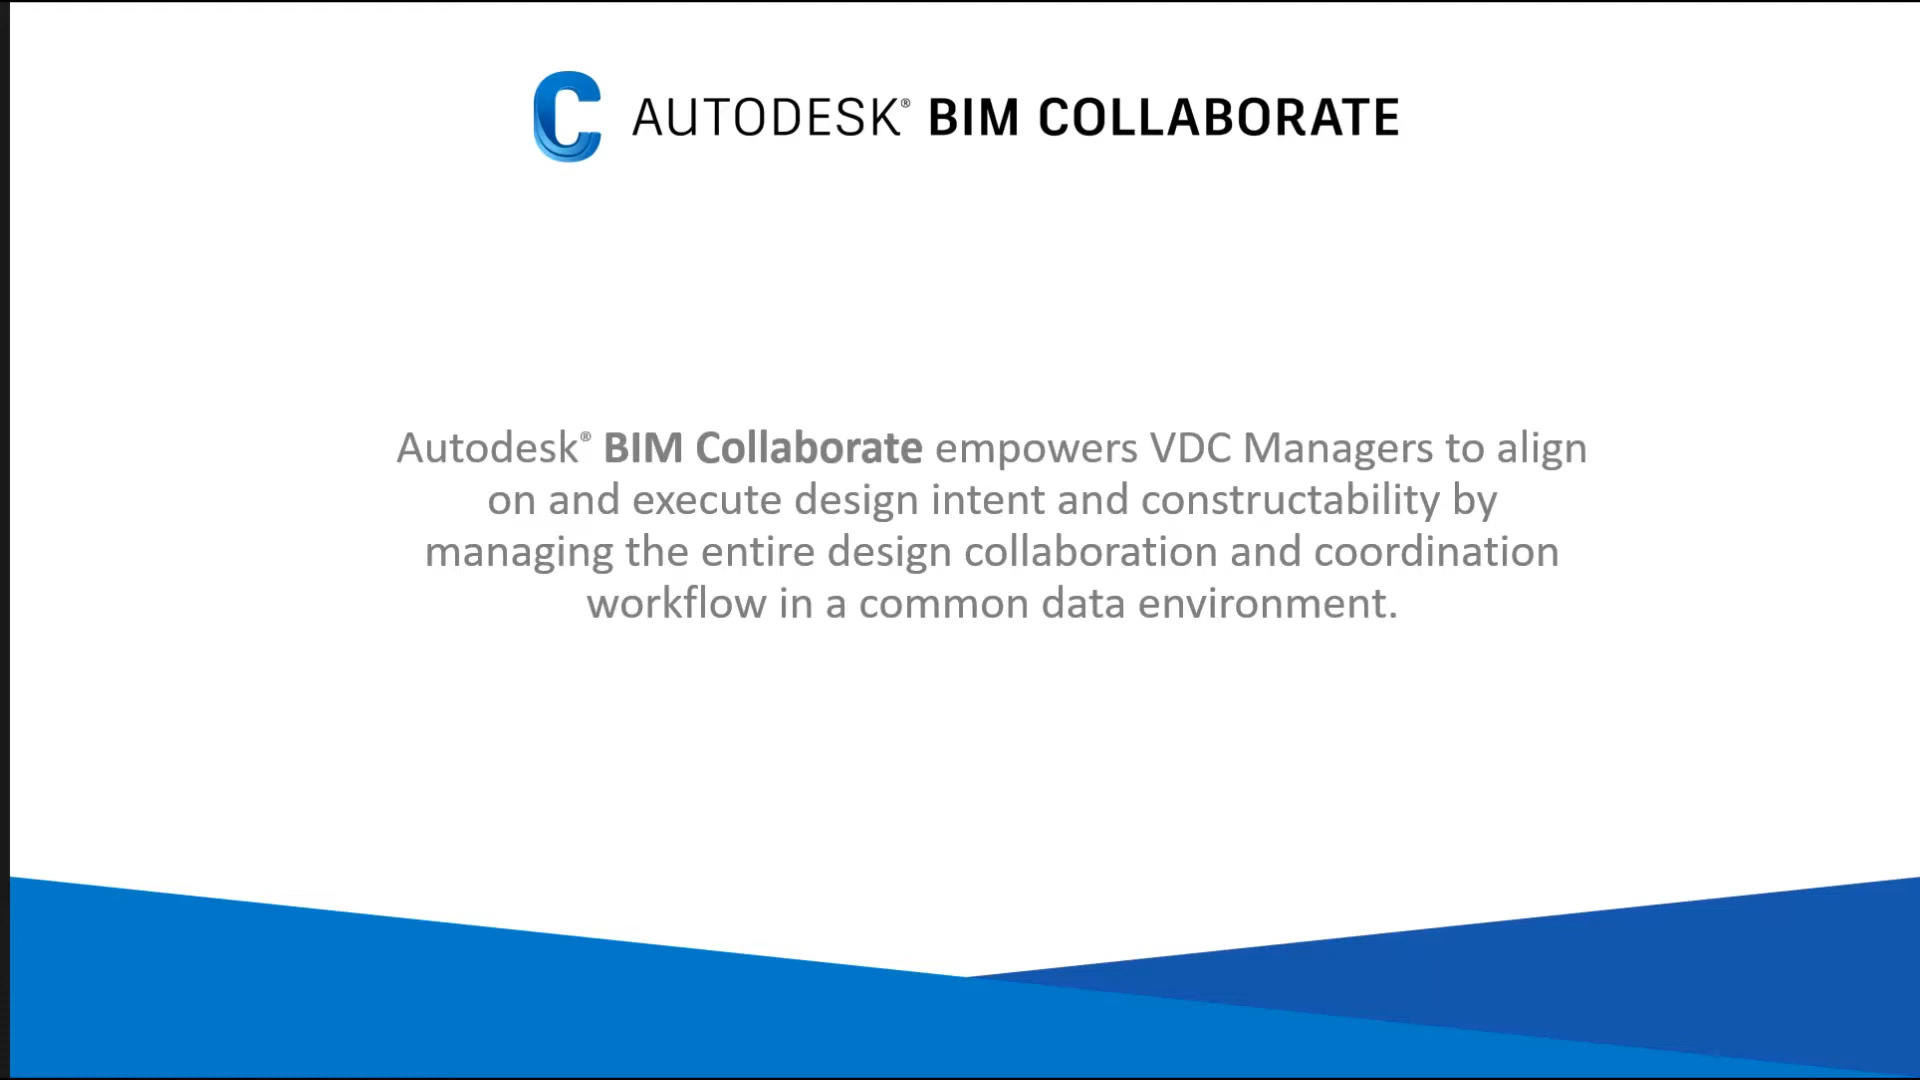 C AUTODESK® BIM COLLABORATE
Autodesk® BIM Collaborate empowers VDC Managers to align
on and execute design intent and constructability by
managing the entire design collaboration and coordination
workflow in a common data environment.